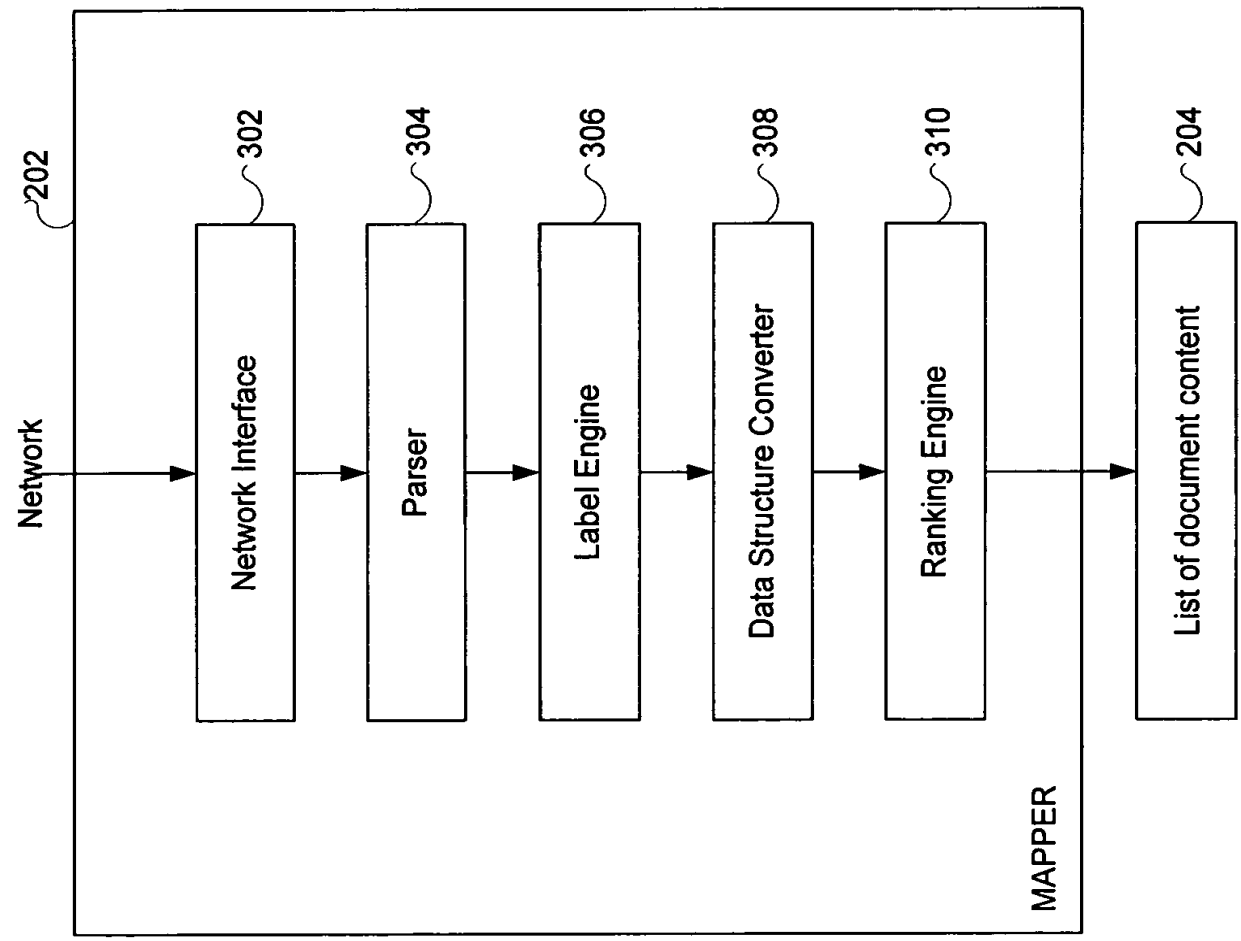 Network
202
Network Interface
302
Parser
304
Label Engine
306
Data Structure Converter
308
Ranking Engine
310
MAPPER
List of document content
204